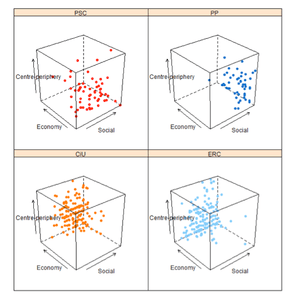 PSC
PP
Centre-periphery
Economy
Social
Centre-periphery
Economy
Social
CiU
ERC
Centre-periphery
Economy
Social
Centre-periphery
Economy
Social